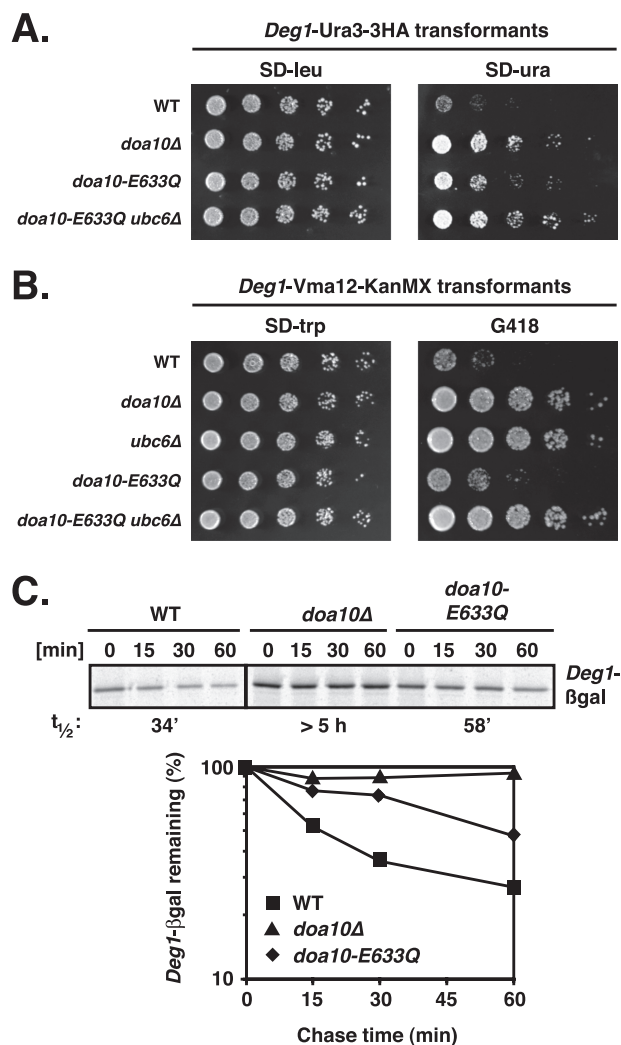 A.
Deg1-Ura3-3HA transformants
SD-leu SD-ura
WT
doa10Δ
doa10-E633Q
doa10-E633Q ubc6Δ
B.
Deg1-Vma12-KanMX transformants
SD-trp G418
WT
doa10Δ
ubc6Δ
doa10-E633Q
doa10-E633Q ubc6Δ
C.
WT doa10Δ doa10-
E633Q
[min] 0 15 30 60 0 15 30 60 0 15 30 60
Deg1-
βgal
t½: 34' > 5 h 58'
Deg1-βgal remaining (%)
100
10
WT
doa10Δ
doa10-E633Q
0 15 30 45 60
Chase time (min)